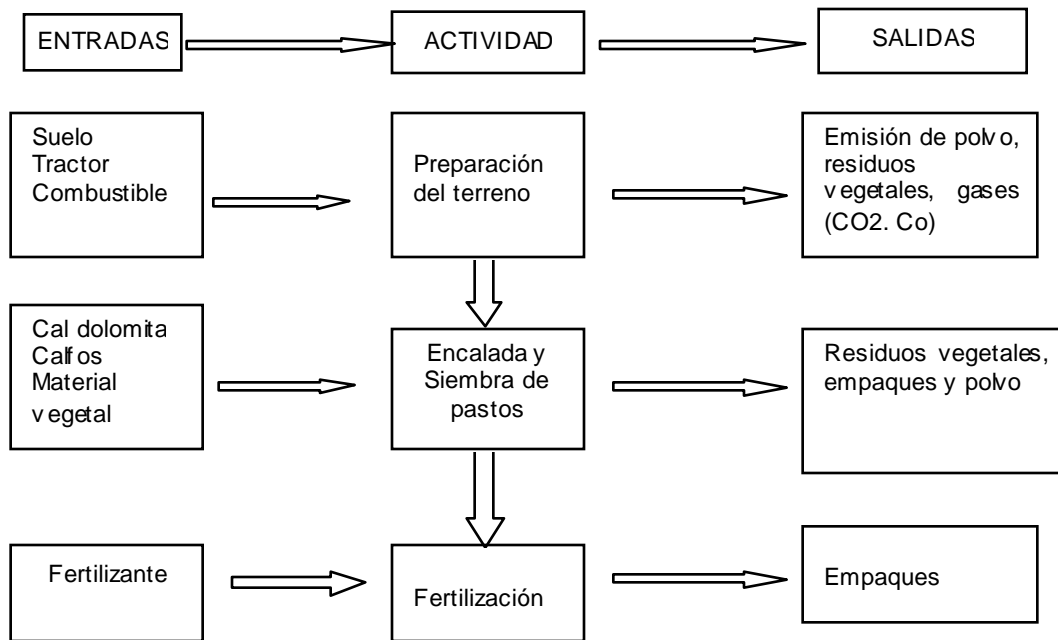 ENTRADAS
ACTIVIDAD
SALIDAS
Suelo
Tractor
Combustible
Preparación
del terreno
Emisión de polvo,
residuos
vegetales, gases
(CO2. Co)
Cal dolomita
Calfos
Material
vegetal
Encalada y
Siembra de
pastos
Residuos vegetales,
empaques y polvo
Fertilizante
Fertilización
Empaques